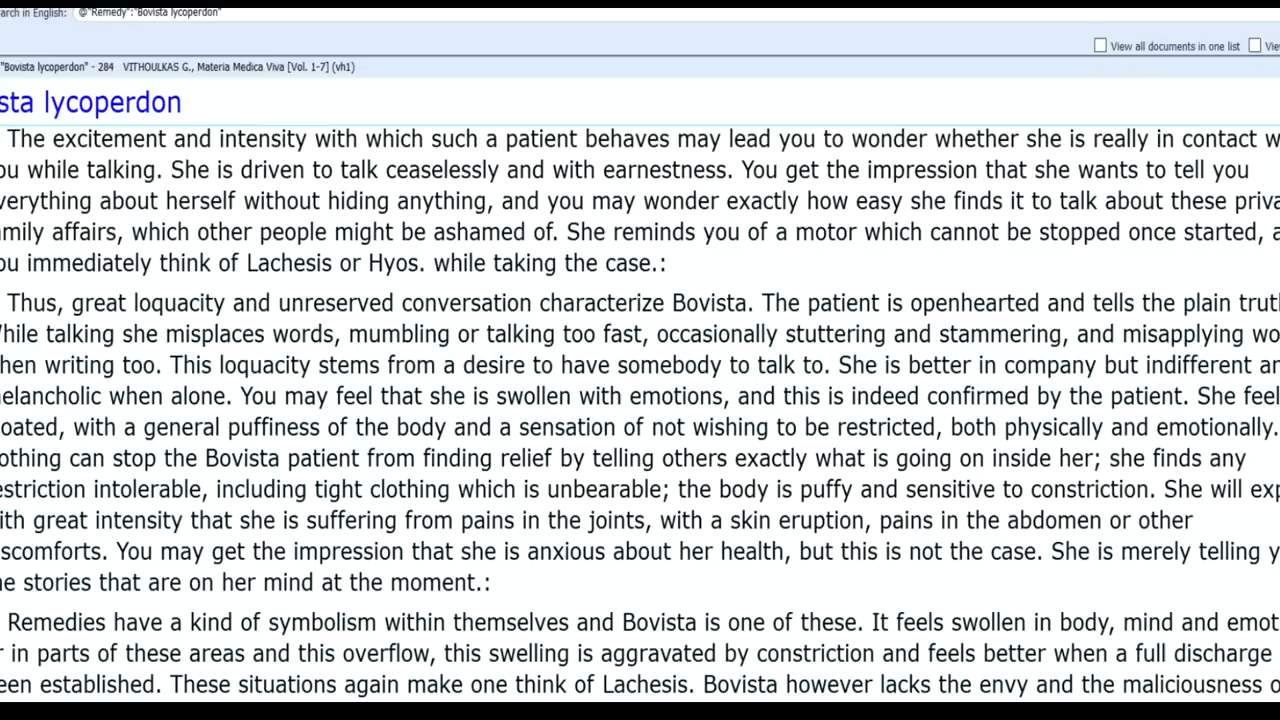 arch in English: @"Remedy":"Bovista lycoperdon"
View all documents in one list
"Bovista lycoperdon" - 284 VITHOULKAS G., Materia Medica Viva [Vol. 1-7] (vh1)
sta lycoperdon
The excitement and intensity with which such a patient behaves may lead you to wonder whether she is really in contact w
ou while talking. She is driven to talk ceaselessly and with earnestness. You get the impression that she wants to tell you
verything about herself without hiding anything, and you may wonder exactly how easy she finds it to talk about these priva
mily affairs, which other people might be ashamed of. She reminds you of a motor which cannot be stopped once started, a
ou immediately think of Lachesis or Hyos. while taking the case.:
Thus, great loquacity and unreserved conversation characterize Bovista. The patient is openhearted and tells the plain trut
While talking she misplaces words, mumbling or talking too fast, occasionally stuttering and stammering, and misapplying wo
hen writing too. This loquacity stems from a desire to have somebody to talk to. She is better in company but indifferent an
elancholic when alone. You may feel that she is swollen with emotions, and this is indeed confirmed by the patient. She feel
oated, with a general puffiness of the body and a sensation of not wishing to be restricted, both physically and emotionally.
othing can stop the Bovista patient from finding relief by telling others exactly what is going on inside her; she finds any
estriction intolerable, including tight clothing which is unbearable; the body is puffy and sensitive to constriction. She will exp
ith great intensity that she is suffering from pains in the joints, with a skin eruption, pains in the abdomen or other
scomforts. You may get the impression that she is anxious about her health, but this is not the case. She is merely telling y
e stories that are on her mind at the moment.:
Remedies have a kind of symbolism within themselves and Bovista is one of these. It feels swollen in body, mind and emot
r in parts of these areas and this overflow, this swelling is aggravated by constriction and feels better when a full discharge
een established. These situations again make one think of Lachesis. Bovista however lacks the envy and the maliciousness o